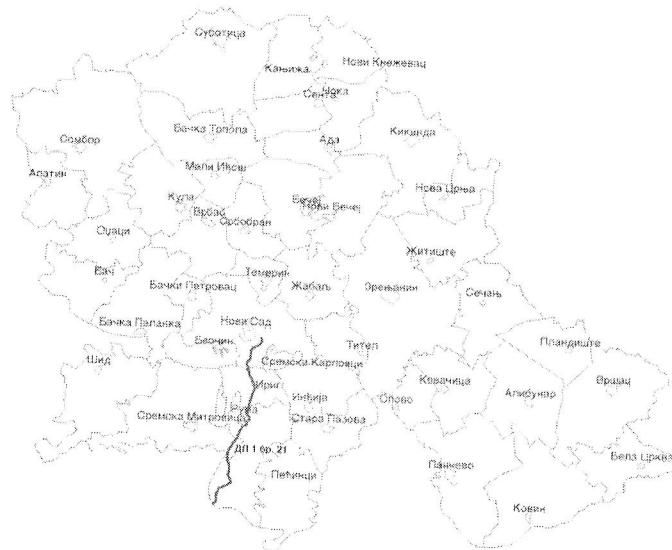 Суботица
Кањижа
Нови Кнежевац
Сента
Чока
Сомбор
Бачка Топола
Ада
Кикинда
Апатин
Мали Иђош
Кула
Врбас
Србобран
Бечеј
Нови Бечеј
Нова Црња
Оџаци
Житиште
Бач
Бачки Петровац
Темерин
Жабаљ
Зрењанин
Сечањ
Бачка Паланка
Нови Сад
Беочин
Тител
Пландиште
Шид
Сремски Карловци
Ириг
Ковачица
Алибунар
Вршац
Инђија
Опово
Рума
Сремска Митровица
Стара Пазова
ДП 1 бр. 21
Пећинци
Панчево
Бела Црква
Ковин